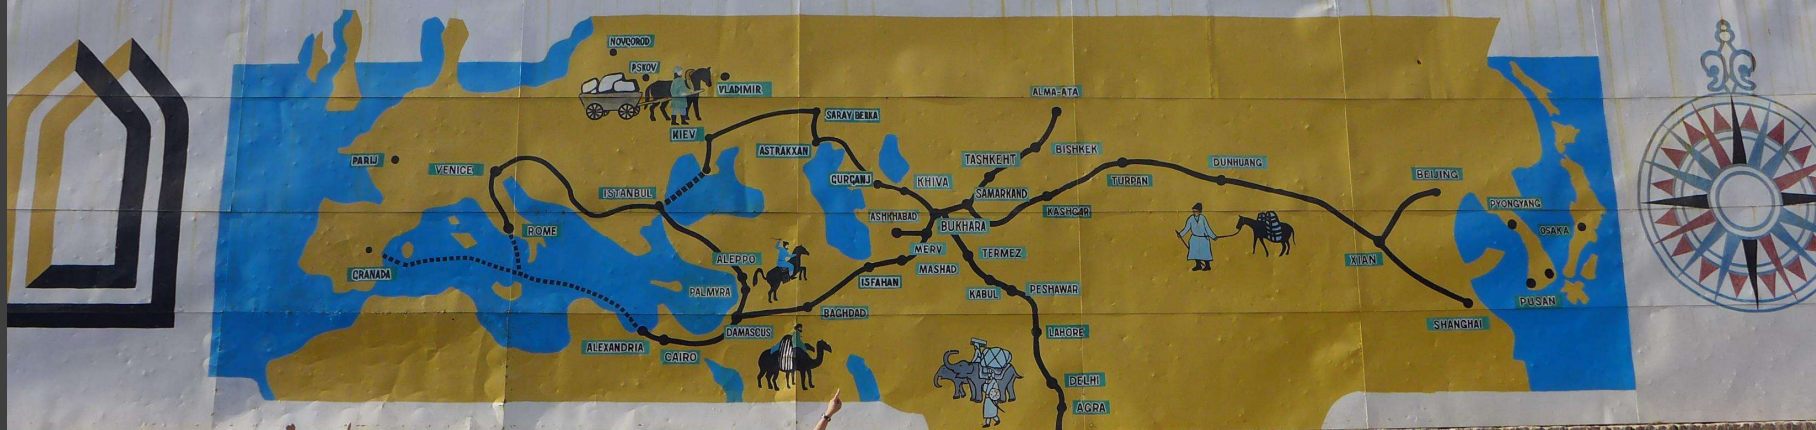 NOVGOROD
PSKOV
VLADIMIR
ALMA-ATA
SARAY BERKA
KIEV
ASTRAKXAN
TASHKEHT
BISHKEK
PARIJ
VENICE
DUNHUANG
BEIJING
TURPAN
GURGANJ
KHIVA
SAMARKAND
ISTANBUL
KASHGAR
PYONGYANG
ASHKHABAD
BUKHARA
OSAKA
ROME
MERV
TERMEZ
ALEPPO
XIAN
MASHAD
GRANADA
ISFAHAN
PALMYRA
KABUL
PESHAWAR
PUSAN
BAGHDAD
SHANGHAI
DAMASCUS
LAHORE
ALEXANDRIA
CAIRO
DELHI
AGRA